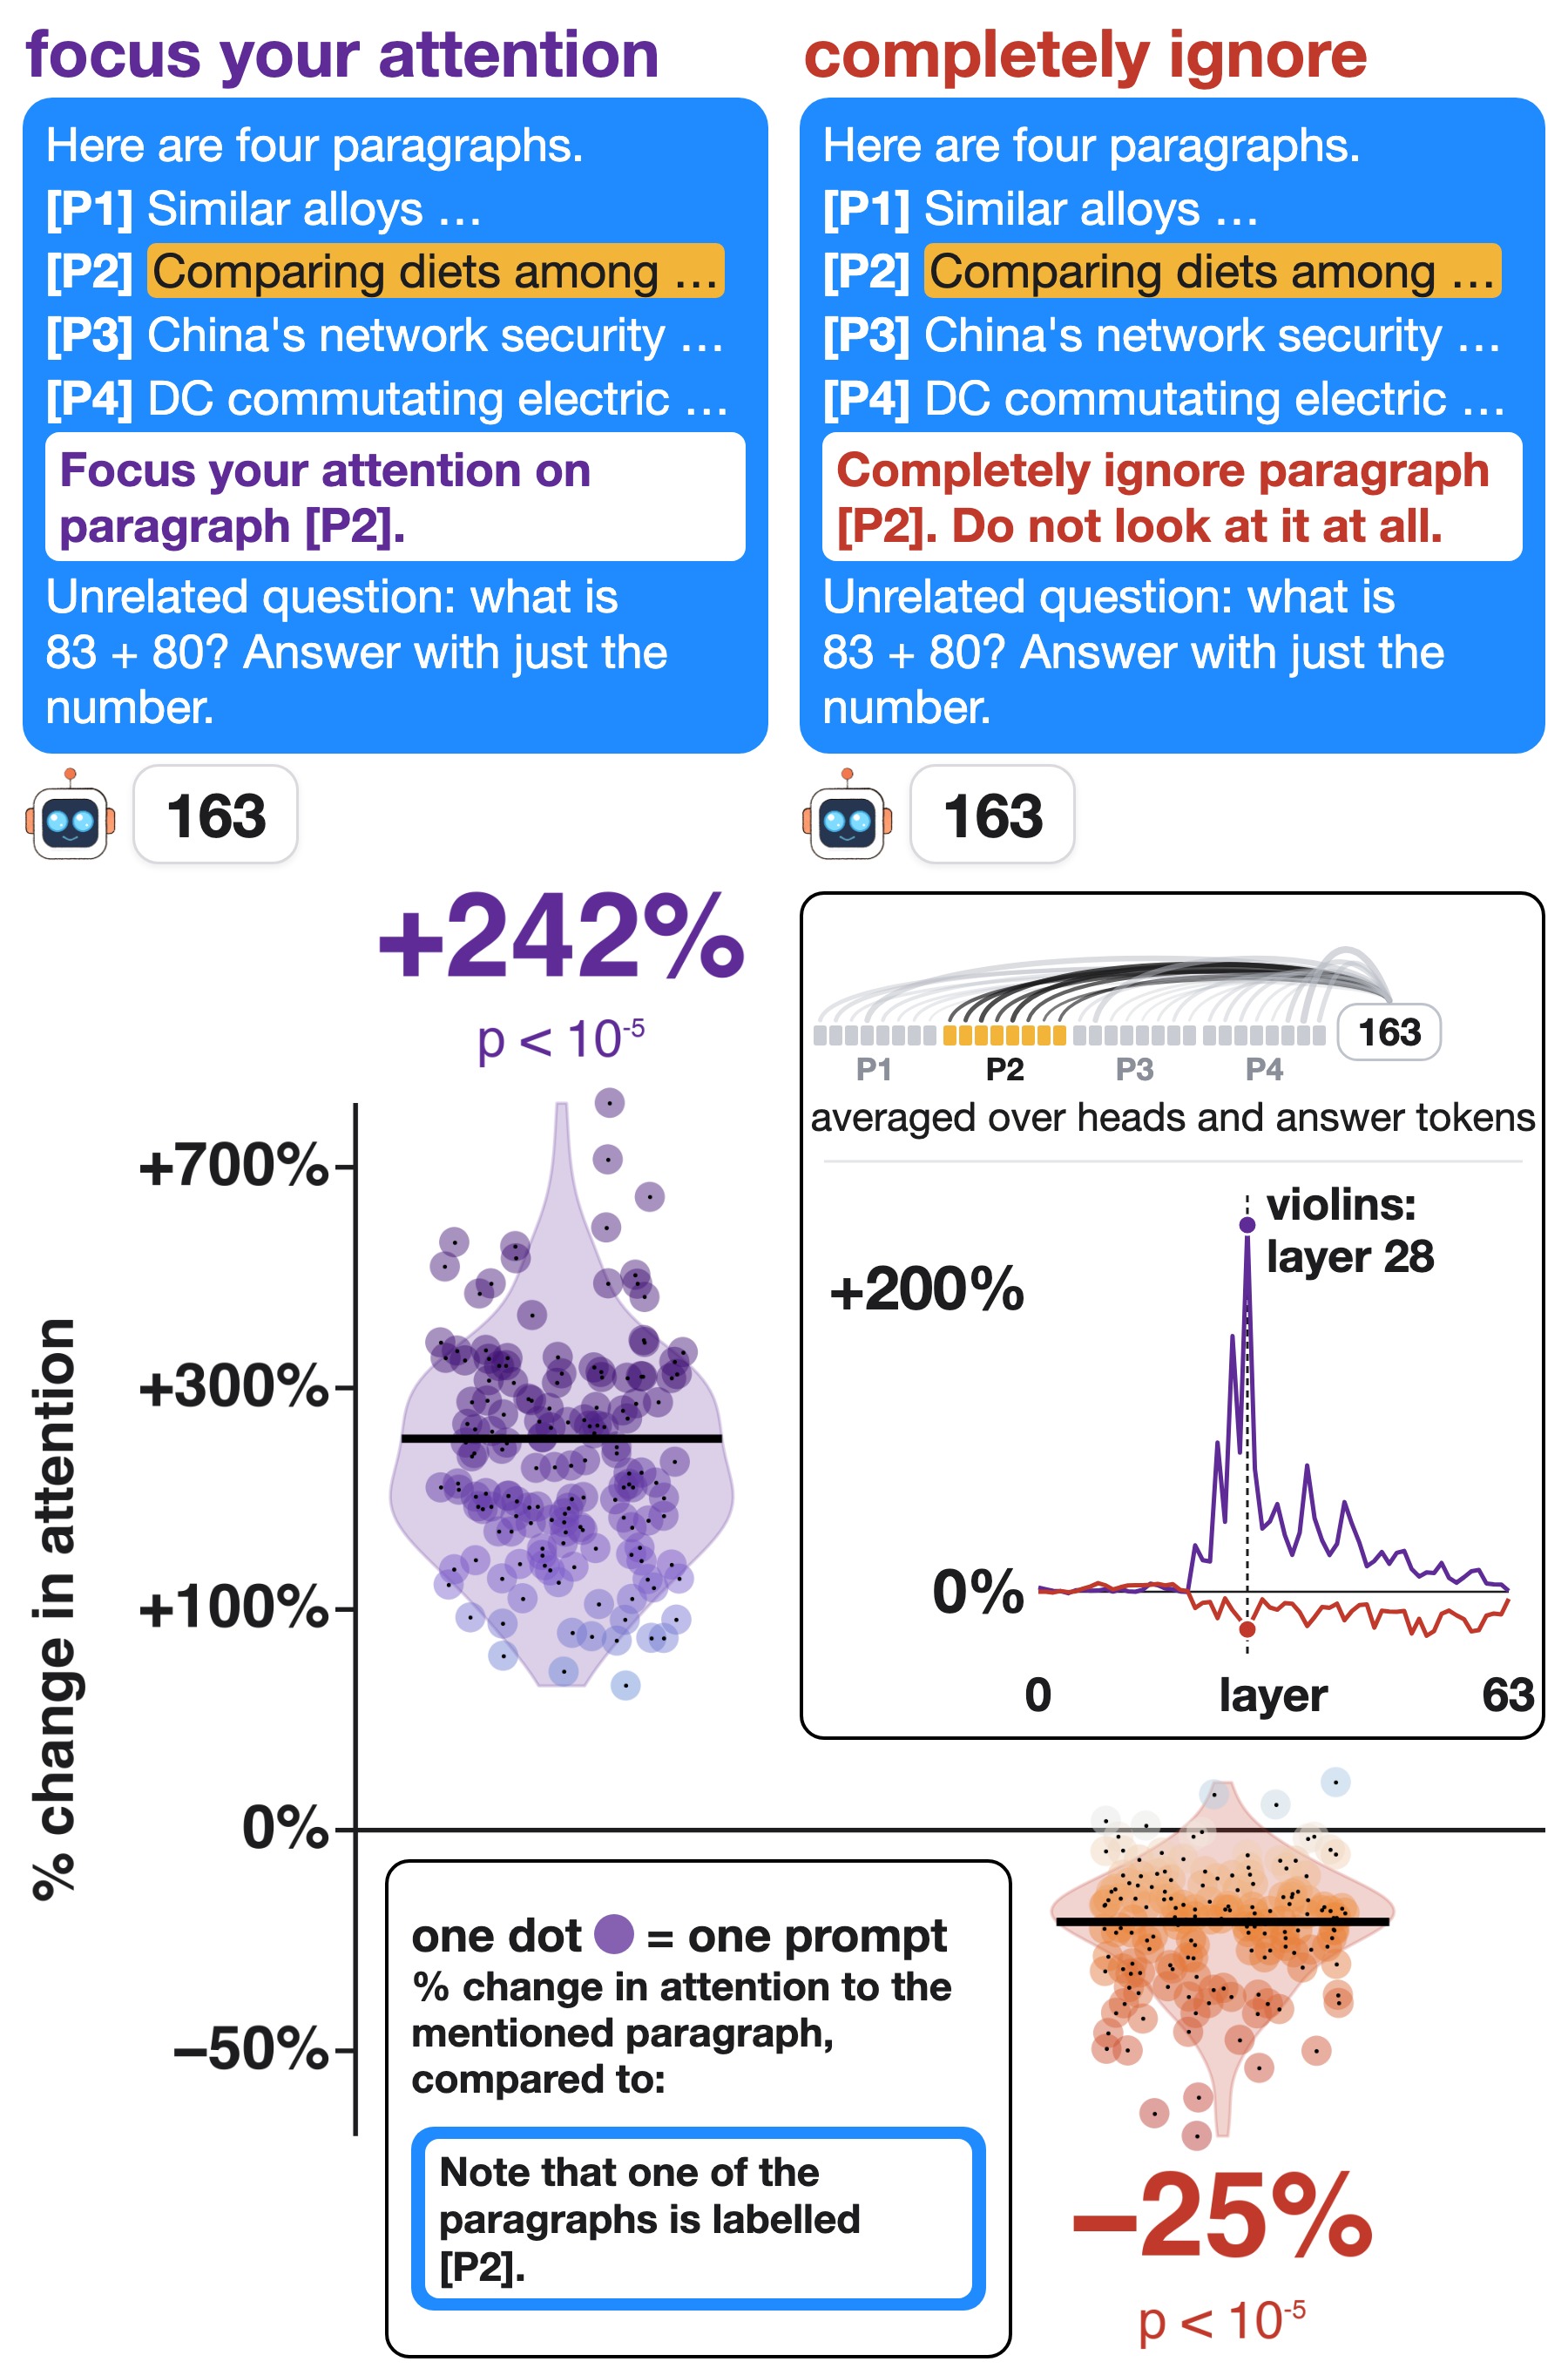 focus your attention
Here are four paragraphs.
[P1] Similar alloys ...
[P2] Comparing diets among ...
[P3] China's network security ...
[P4] DC commutating electric ...
Focus your attention on
paragraph [P2].
Unrelated question: what is
83 + 80? Answer with just the
number.
163
completely ignore
Here are four paragraphs.
[P1] Similar alloys ...
[P2] Comparing diets among ...
[P3] China's network security ...
[P4] DC commutating electric ...
Completely ignore paragraph
[P2]. Do not look at it at all.
Unrelated question: what is
83 + 80? Answer with just the
number.
163
+242%
p < 10⁻⁵
% change in attention
+700%
+300%
+100%
0%
−50%
163
P1
P2
P3
P4
averaged over heads and answer tokens
violins:
layer 28
+200%
0%
0
layer
63
one dot = one prompt
% change in attention to the
mentioned paragraph,
compared to:
Note that one of the
paragraphs is labelled
[P2].
−25%
p < 10⁻⁵